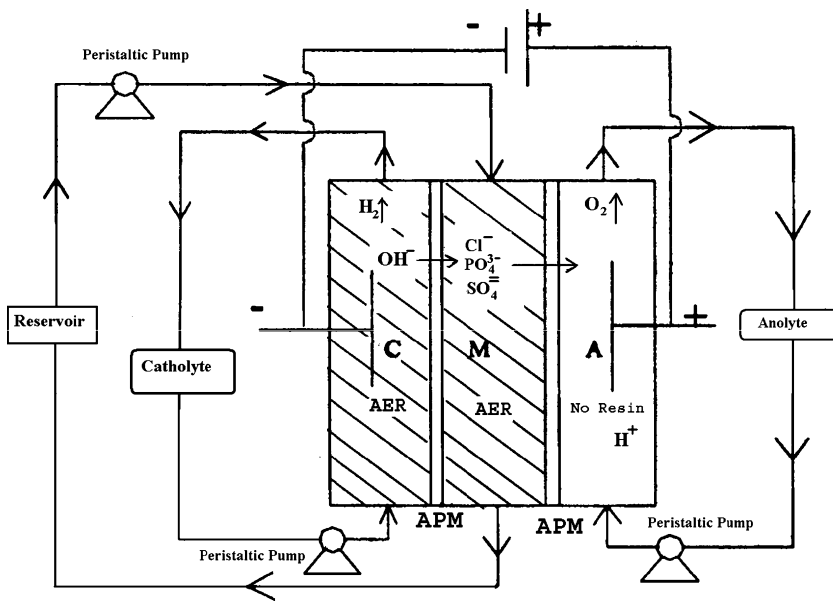 - +
Peristaltic Pump
H₂
O₂
OH⁻
Cl⁻
PO₄³⁻
SO₄⁼
-
+
Reservoir
Anolyte
C
M
A
Catholyte
AER
AER
No Resin
H⁺
APM
APM
Peristaltic Pump
Peristaltic Pump